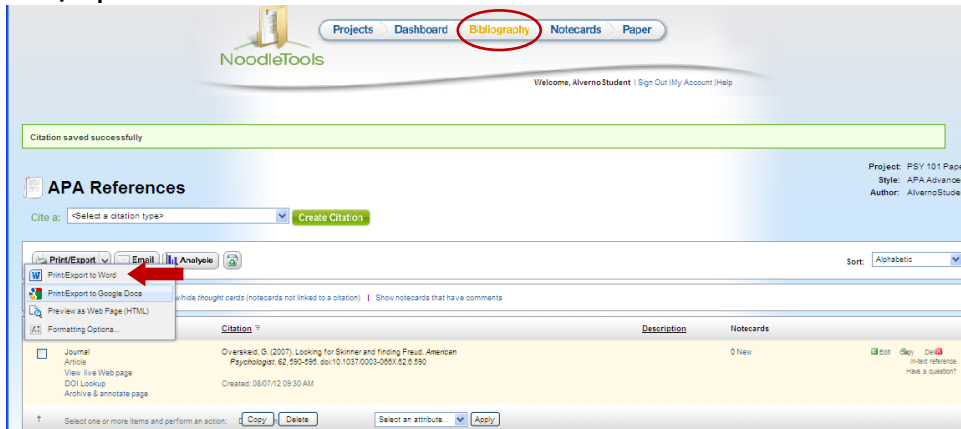 Projects Dashboard Bibliography Notecards Paper
NoodleTools
Welcome, Alverno Student | Sign Out |My Account |Help
Citation saved successfully
Project: PSY 101 Pape
Style: APA Advance
Author: AlvernoStude
APA References
Cite a: <Select a citation type> Create Citation
Print/Export Email Analysis
Sort: Alphabetic
Print/Export to Word
Print/Export to Google Docs
Preview as Web Page (HTML)
Formatting Options...
hide thought cards (notecards not linked to a citation) | Show notecards that have comments
Citation Description Notecards
Journal
Article
View live Web page
DOI Lookup
Archive & annotate page
Overskeid, G. (2007). Looking for Skinner and finding Freud. American
Psychologist, 62, 590-595. doi:10.1037/0003-066X.62.6.590
Created: 08/07/12 09:30 AM
0 New
Edit Copy
In-text reference
Have a question?
Select one or more items and perform an action: Copy Delete Select an attribute... Apply